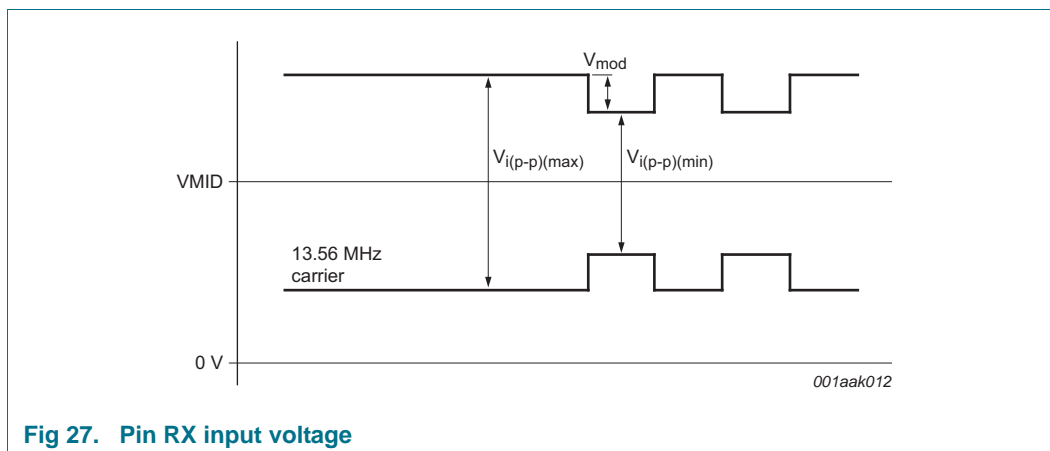 V_mod
V_i(p-p)(max)
V_i(p-p)(min)
VMID
13.56 MHz
carrier
0 V
001aak012
Fig 27. Pin RX input voltage